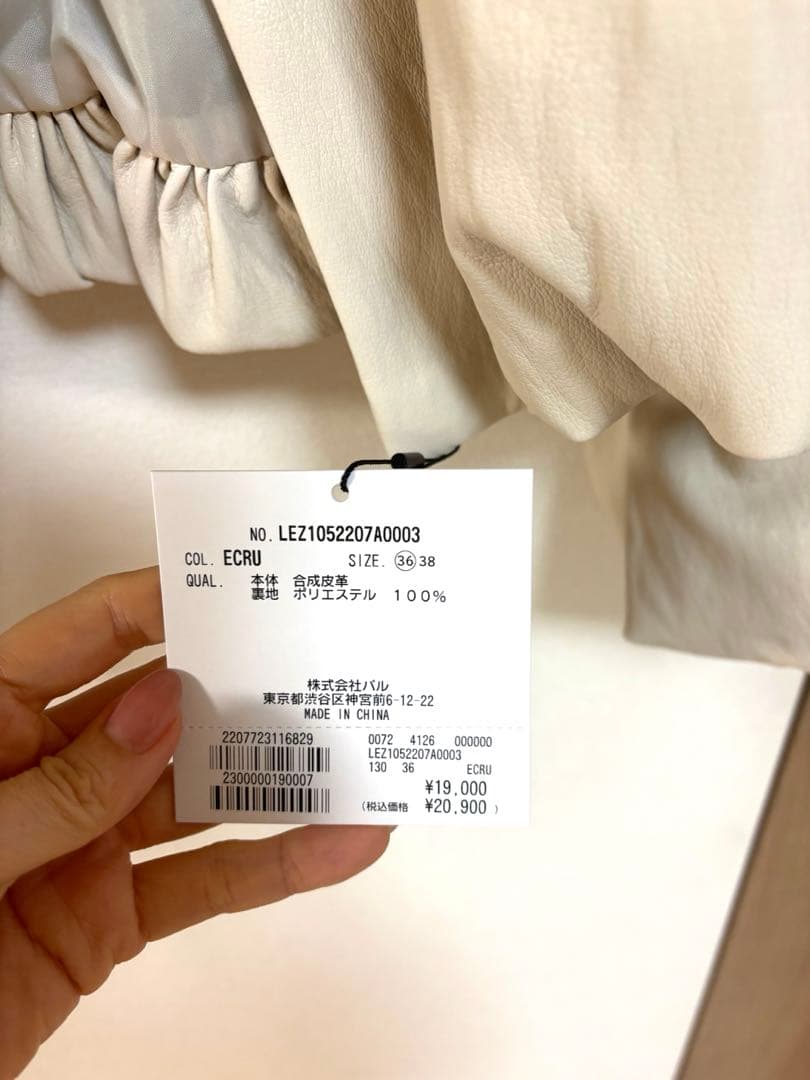 NO. LEZ1052207A0003
COL. ECRU SIZE. 36 38
QUAL. 本体 合成皮革
裏地 ポリエステル 100%
株式会社パル
東京都渋谷区神宮前6-12-22
MADE IN CHINA
2207723116829 0072 4126 000000
LEZ1052207A0003
130 36 ECRU
2300000190007
¥19,000
(税込価格 ¥20,900)